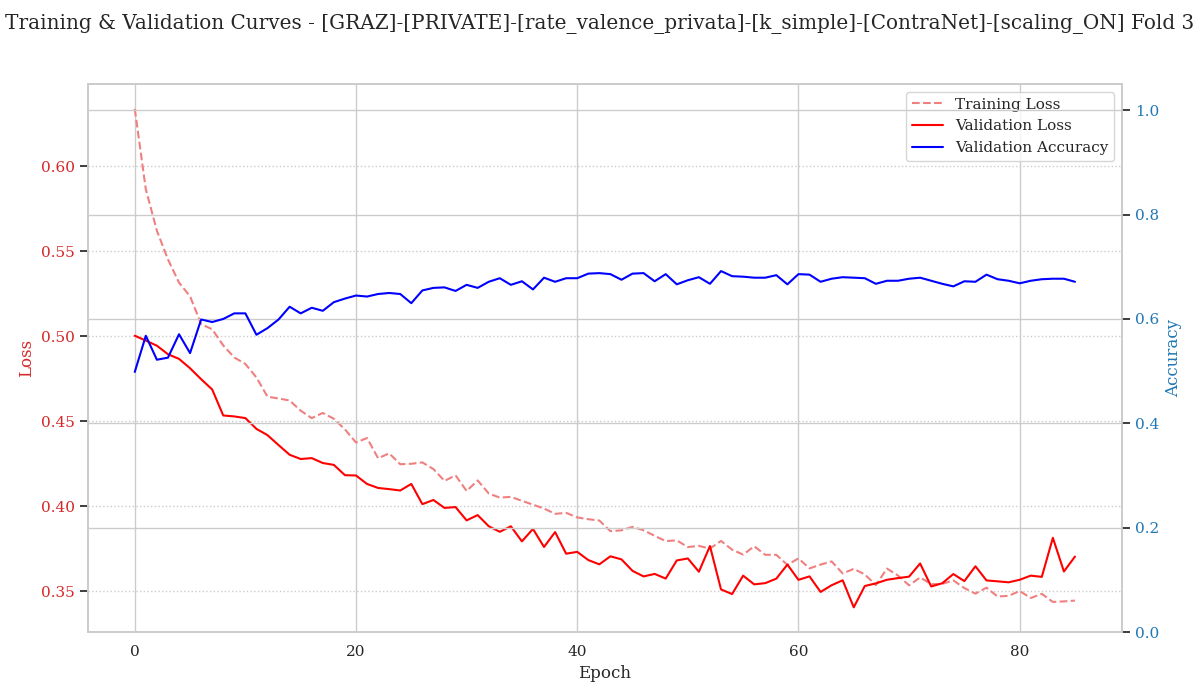 Training & Validation Curves - [GRAZ]-[PRIVATE]-[rate_valence_privata]-[k_simple]-[ContraNet]-[scaling_ON] Fold 3
Training Loss
Validation Loss
Validation Accuracy
Loss
0.60
0.55
0.50
0.45
0.40
0.35
1.0
0.8
0.6
0.4
0.2
0.0
Accuracy
0
20
40
60
80
Epoch